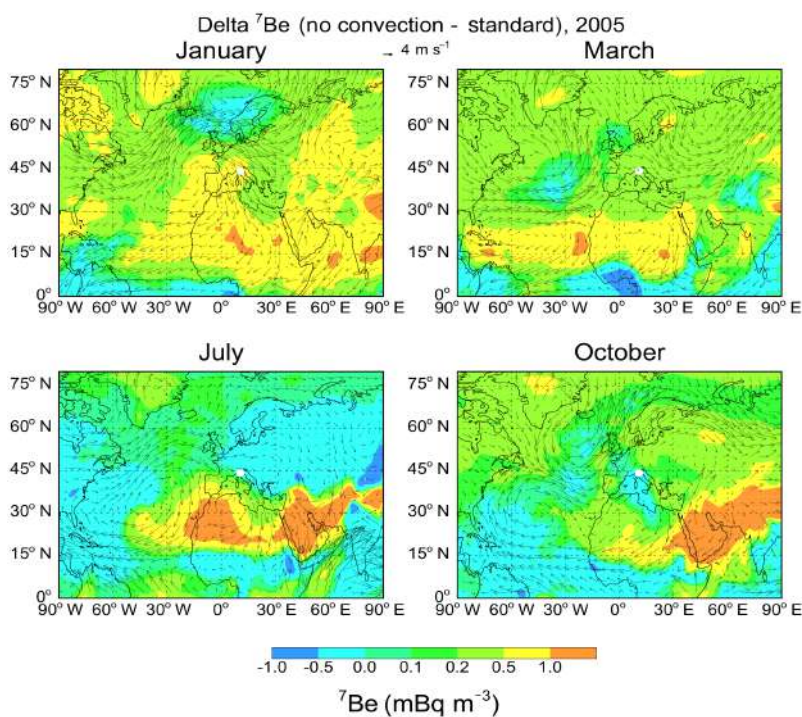 Delta ⁷Be (no convection - standard), 2005
January → 4 m s⁻¹ March
75° N 75° N
60° N 60° N
45° N 45° N
30° N 30° N
15° N 15° N
0° 0°
90° W 60° W 30° W 0° 30° E 60° E 90° E 90° W 60° W 30° W 0° 30° E 60° E 90° E
July October
75° N 75° N
60° N 60° N
45° N 45° N
30° N 30° N
15° N 15° N
0° 0°
90° W 60° W 30° W 0° 30° E 60° E 90° E 90° W 60° W 30° W 0° 30° E 60° E 90° E
-1.0 -0.5 0.0 0.1 0.2 0.5 1.0
⁷Be (mBq m⁻³)